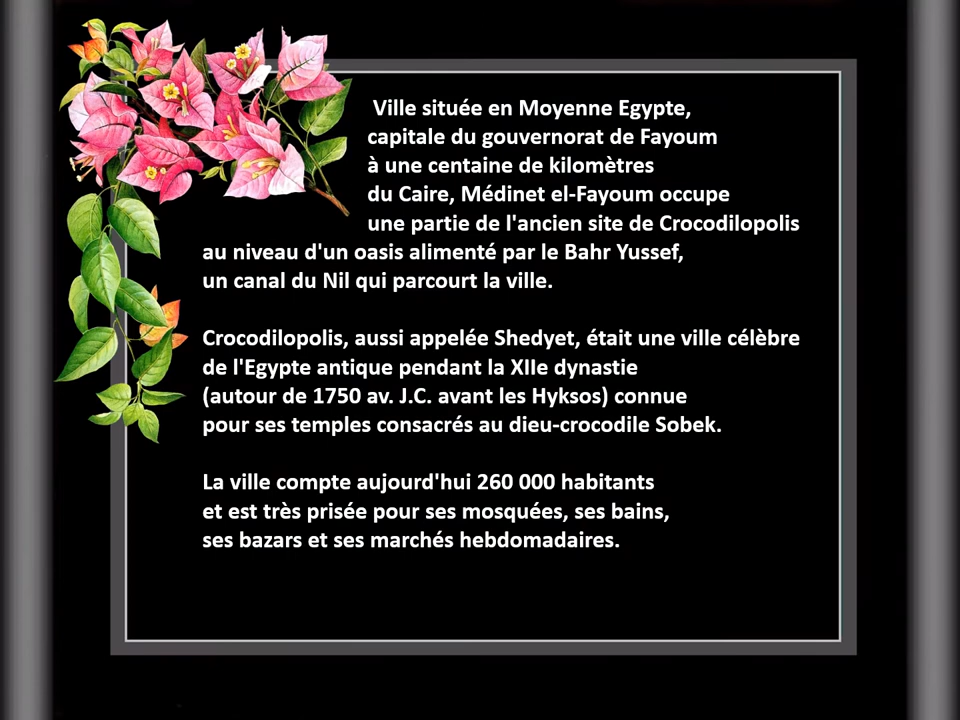 Ville située en Moyenne Egypte,
capitale du gouvernorat de Fayoum
à une centaine de kilomètres
du Caire, Médinet el-Fayoum occupe
une partie de l'ancien site de Crocodilopolis
au niveau d'un oasis alimenté par le Bahr Yussef,
un canal du Nil qui parcourt la ville.
Crocodilopolis, aussi appelée Shedyet, était une ville célèbre
de l'Egypte antique pendant la XIIe dynastie
(autour de 1750 av. J.C. avant les Hyksos) connue
pour ses temples consacrés au dieu-crocodile Sobek.
La ville compte aujourd'hui 260 000 habitants
et est très prisée pour ses mosquées, ses bains,
ses bazars et ses marchés hebdomadaires.